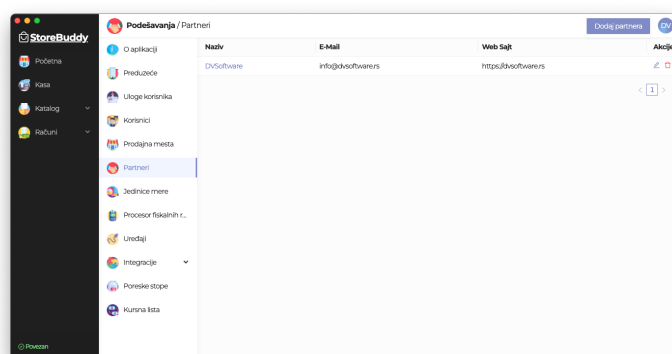 StoreBuddy
Početna
Kasa
Katalog
Računi
Povezan
Podešavanja / Partneri
Dodaj partnera
DV
O aplikaciji
Preduzeće
Uloge korisnika
Korisnici
Prodajna mesta
Partneri
Jedinice mere
Procesor fiskalnih r...
Uređaji
Integracije
Poreske stope
Kursna lista
Naziv E-Mail Web Sajt Akcije
DVSoftware info@dvsoftware.rs https://dvsoftware.rs
< 1 >